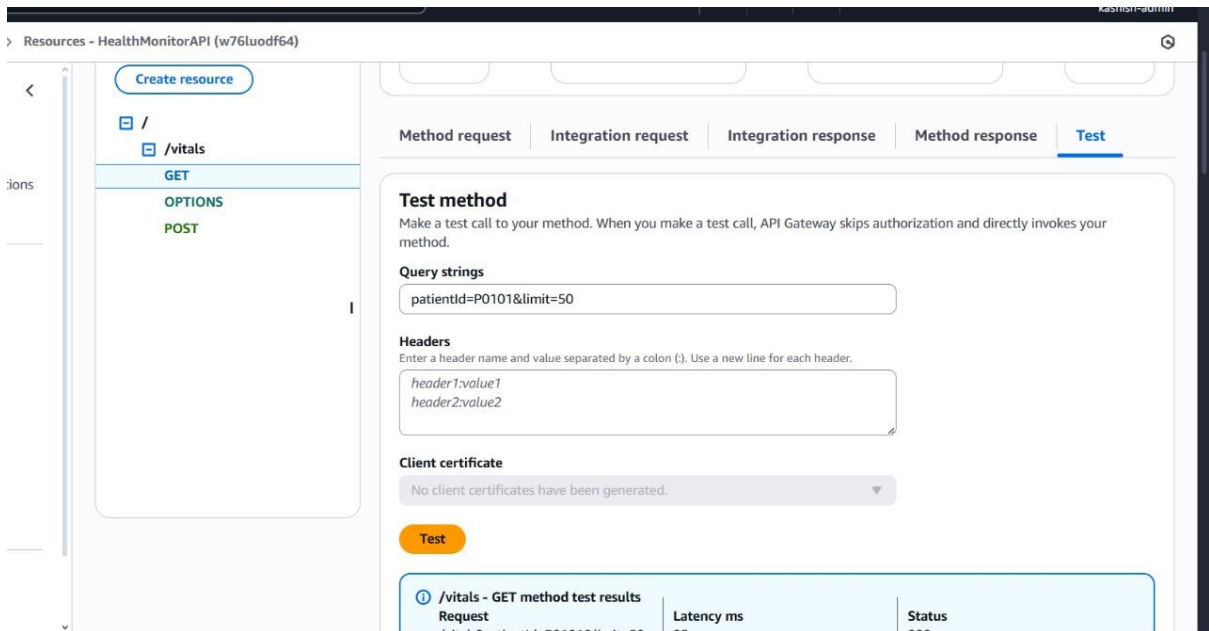 kashish-admin
Resources - HealthMonitorAPI (w76luodf64)
Create resource
/
/vitals
GET
OPTIONS
POST
tions
Method request Integration request Integration response Method response Test
Test method
Make a test call to your method. When you make a test call, API Gateway skips authorization and directly invokes your
method.
Query strings
patientId=P0101&limit=50
Headers
Enter a header name and value separated by a colon (:). Use a new line for each header.
header1:value1
header2:value2
Client certificate
No client certificates have been generated.
Test
/vitals - GET method test results
Request Latency ms Status